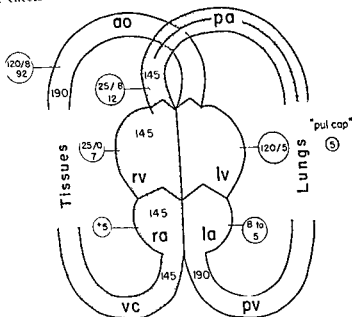 ao
pa
120/8
92
190
25/8
12
145
"pul cap"
5
145
25/0
7
120/5
rv
lv
Tissues
Lungs
145
+5
ra
la
8 to
5
145
190
vc
pv